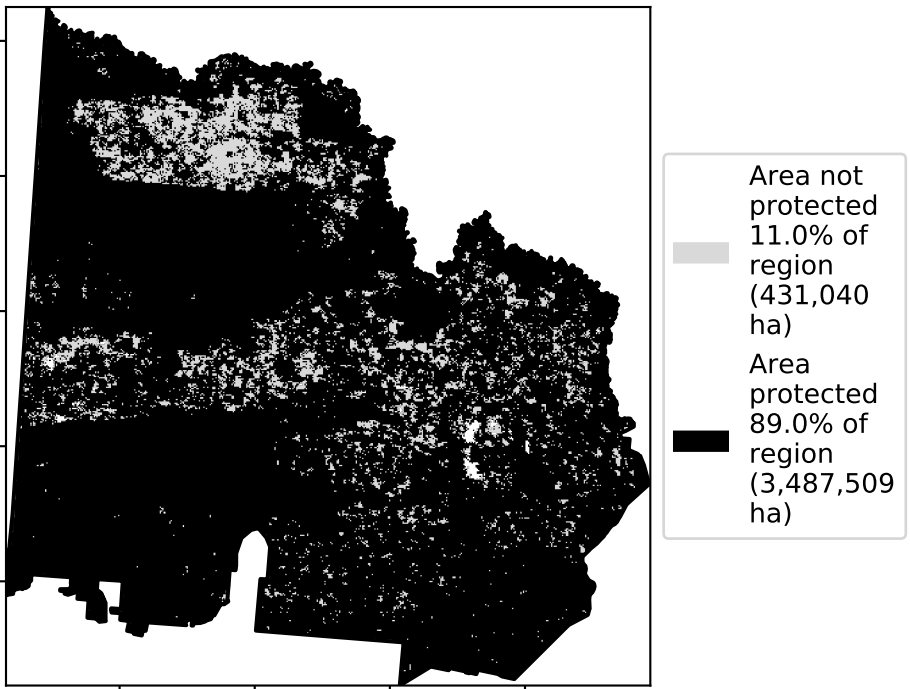 Area not
protected
11.0% of
region
(431,040
ha)
Area
protected
89.0% of
region
(3,487,509
ha)